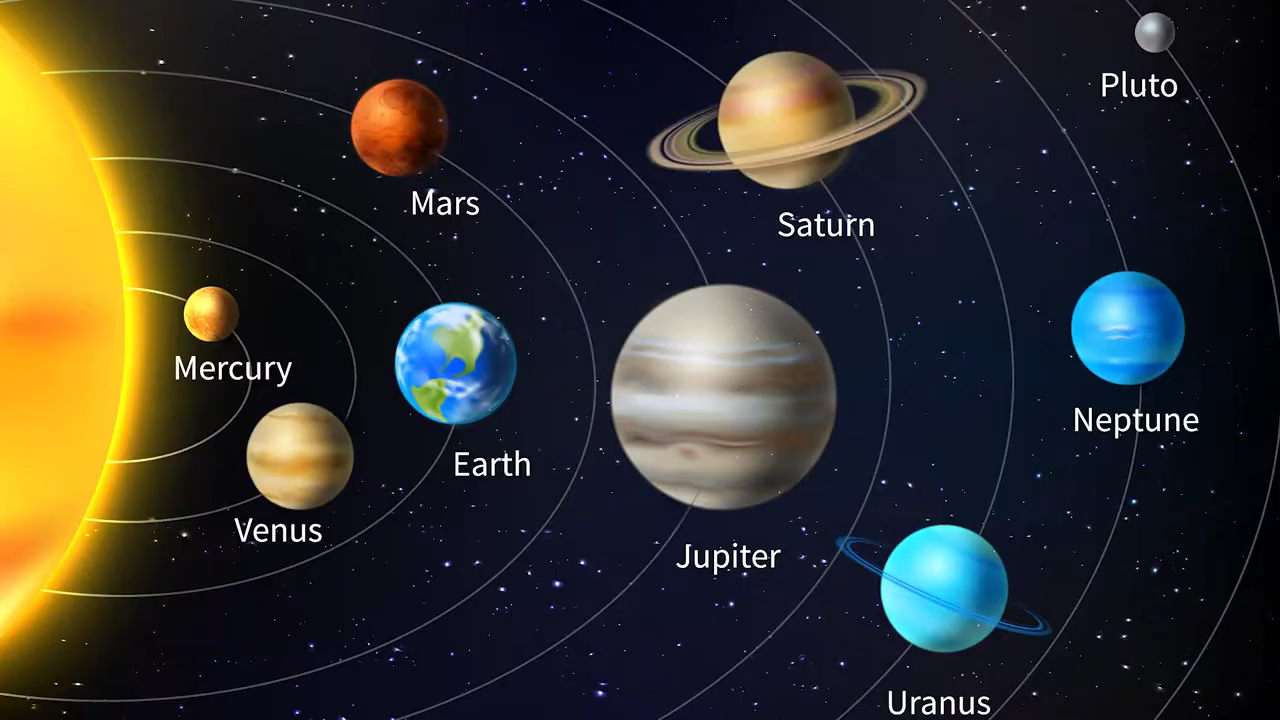 Pluto
Mars
Saturn
Mercury
Neptune
Earth
Venus
Jupiter
Uranus